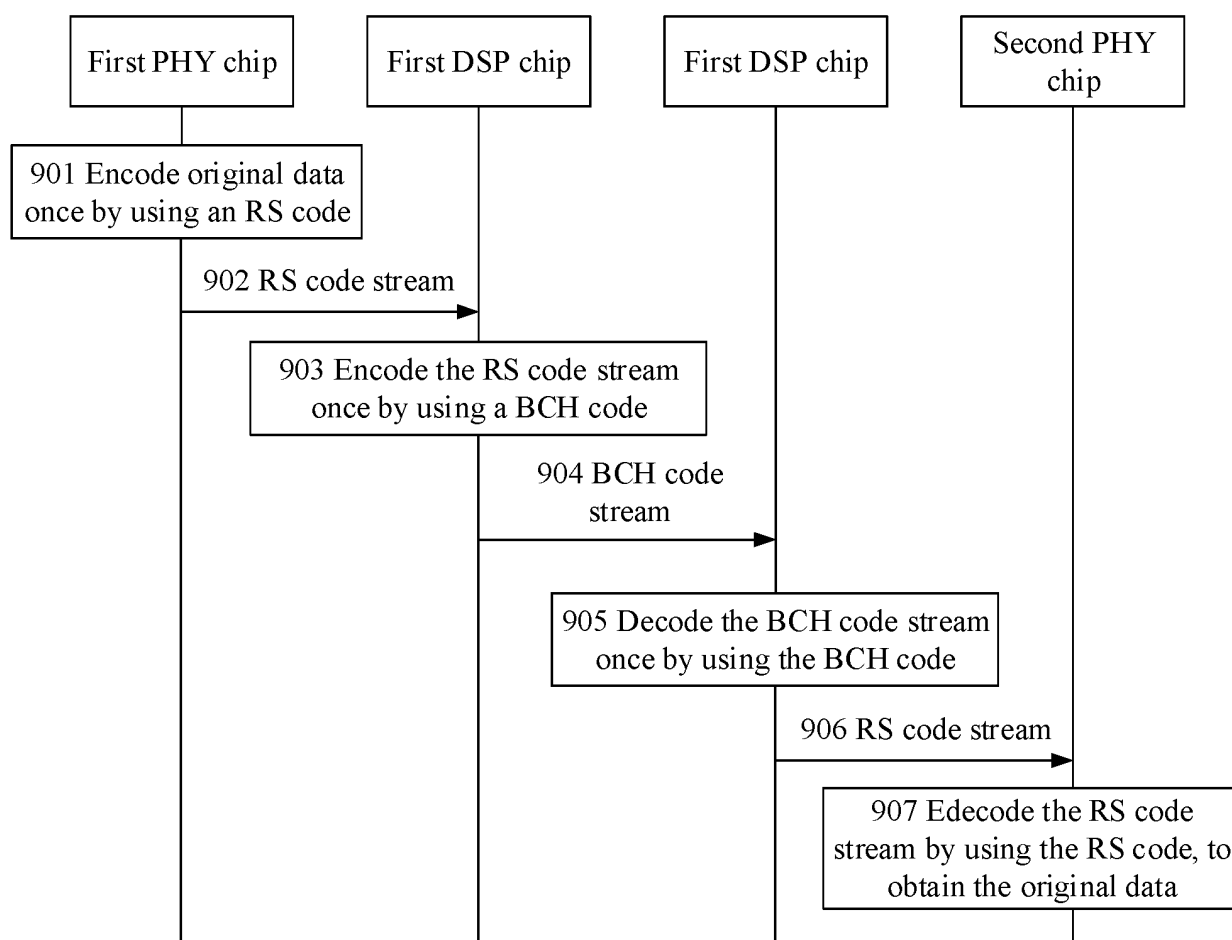 First PHY chip
First DSP chip
First DSP chip
Second PHY
chip
901 Encode original data
once by using an RS code
902 RS code stream
903 Encode the RS code stream
once by using a BCH code
904 BCH code
stream
905 Decode the BCH code stream
once by using the BCH code
906 RS code stream
907 Edecode the RS code
stream by using the RS code, to
obtain the original data